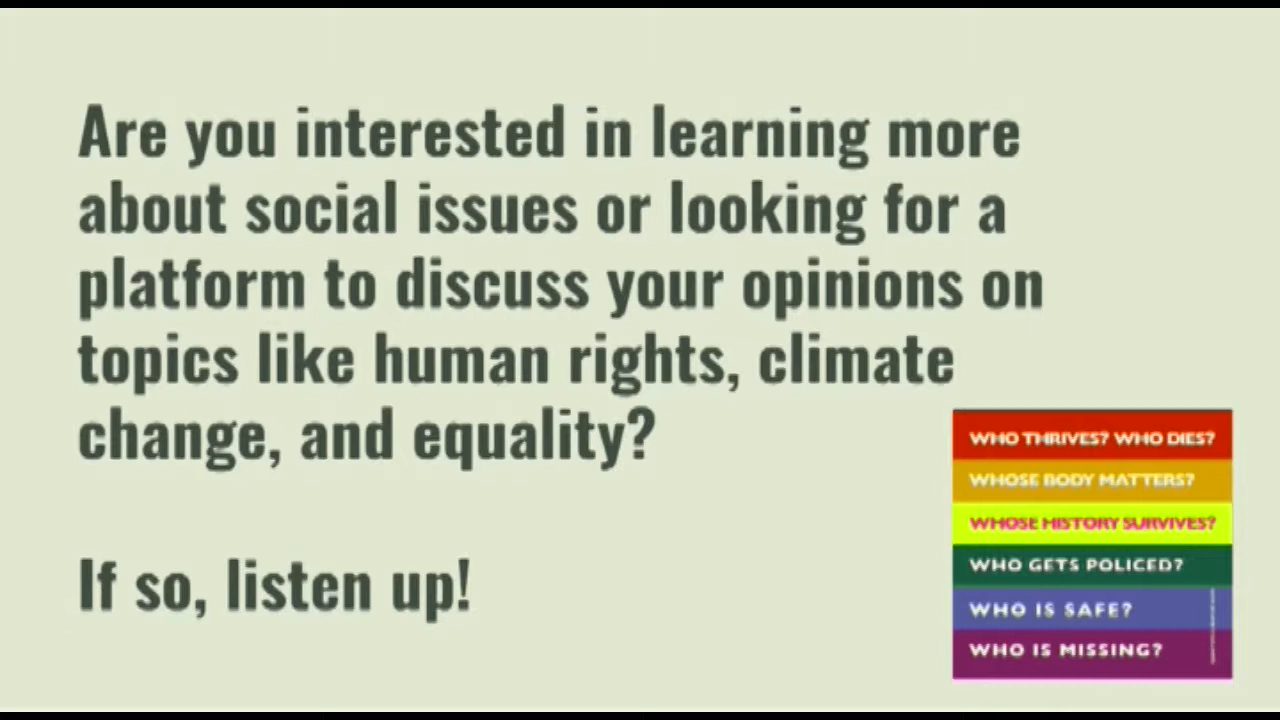 Are you interested in learning more
about social issues or looking for a
platform to discuss your opinions on
topics like human rights, climate
change, and equality?
If so, listen up!
WHO THRIVES? WHO DIES?
WHOSE BODY MATTERS?
WHOSE HISTORY SURVIVES?
WHO GETS POLICED?
WHO IS SAFE?
WHO IS MISSING?